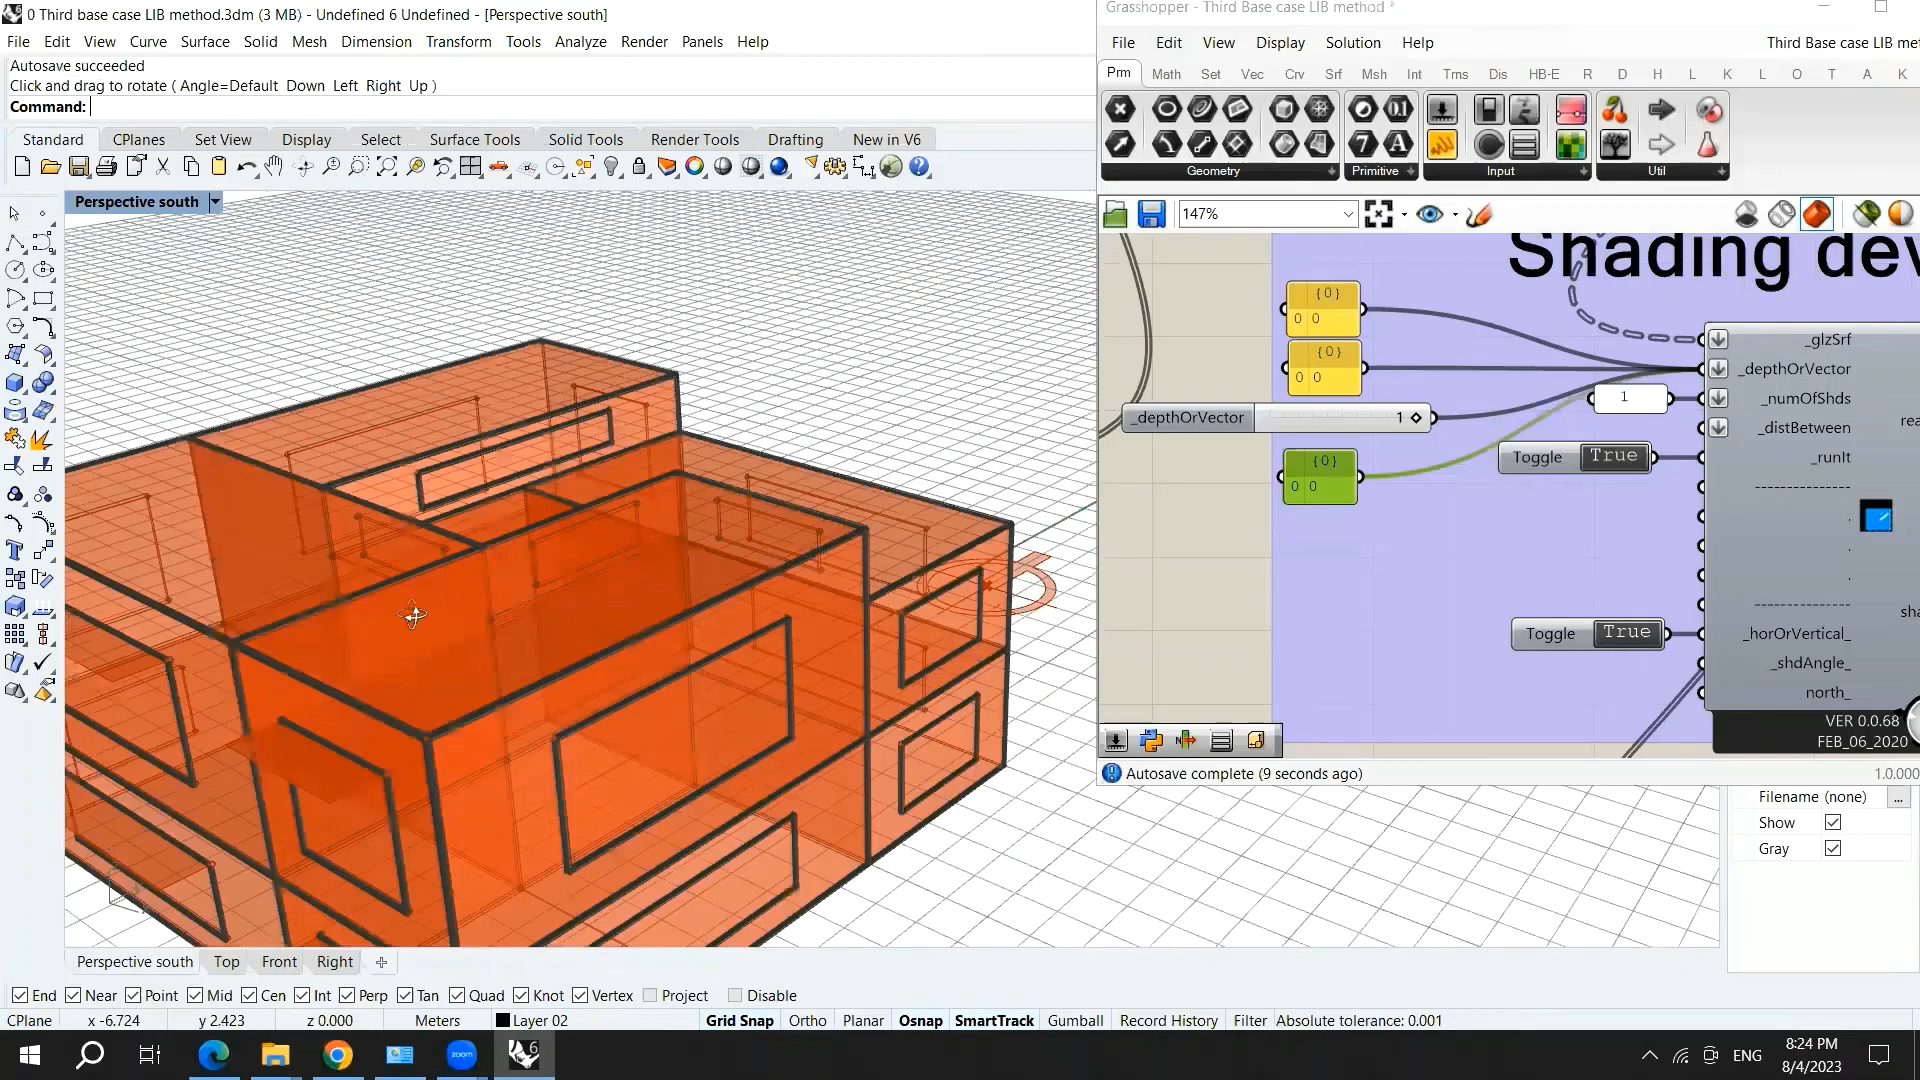 0 Third base case LIB method.3dm (3 MB) - Undefined 6 Undefined - [Perspective south]
File Edit View Curve Surface Solid Mesh Dimension Transform Tools Analyze Render Panels Help
Autosave succeeded
Click and drag to rotate ( Angle=Default Down Left Right Up )
Command:
Standard CPlanes Set View Display Select Surface Tools Solid Tools Render Tools Drafting New in V6
Perspective south
Grasshopper - Third Base case LIB method *
File Edit View Display Solution Help Third Base case LIB met
Prm Math Set Vec Crv Srf Msh Int Trns Dis HB-E R D H L K L O T A K
Geometry Primitive Input Util
147%
Shading dev
{0}
0 0
{0}
0 0
_depthOrVector 1
{0}
0 0
1
Toggle True
Toggle True
_glzSrf
_depthOrVector
_numOfShds
_distBetween
rea
_runIt
---------------
.
.
.
---------------
sha
_horOrVertical_
_shdAngle_
north_
VER 0.0.68
FEB_06_2020
Autosave complete (9 seconds ago) 1.0.000
Filename (none) ...
Show
Gray
Perspective south Top Front Right
End Near Point Mid Cen Int Perp Tan Quad Knot Vertex Project Disable
CPlane x -6.724 y 2.423 z 0.000 Meters Layer 02 Grid Snap Ortho Planar Osnap SmartTrack Gumball Record History Filter Absolute tolerance: 0.001
zoom
6
ENG
8:24 PM
8/4/2023